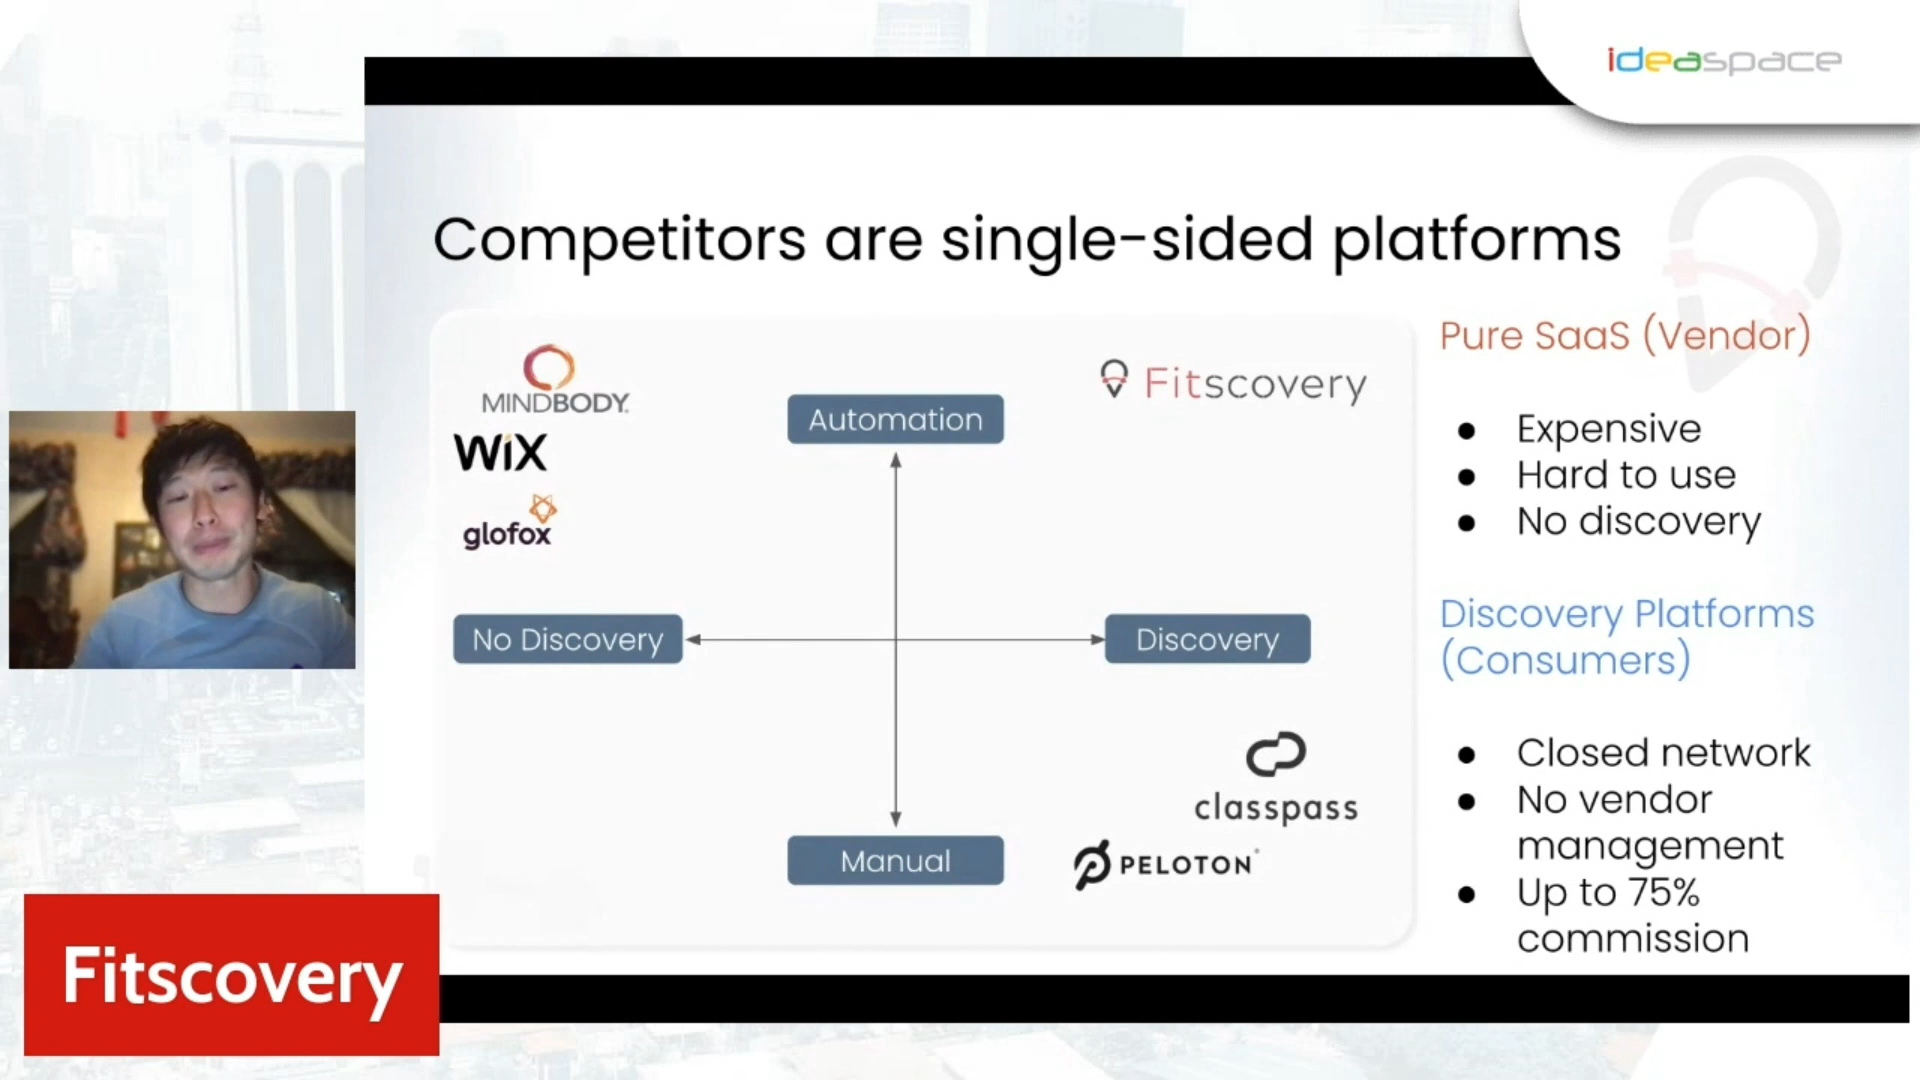 ideaspace
Competitors are single-sided platforms
MINDBODY
WiX
glofox
Automation
Fitscovery
No Discovery
Discovery
Manual
classpass
PELOTON
Pure SaaS (Vendor)
● Expensive
● Hard to use
● No discovery
Discovery Platforms
(Consumers)
● Closed network
● No vendor
management
● Up to 75%
commission
Fitscovery